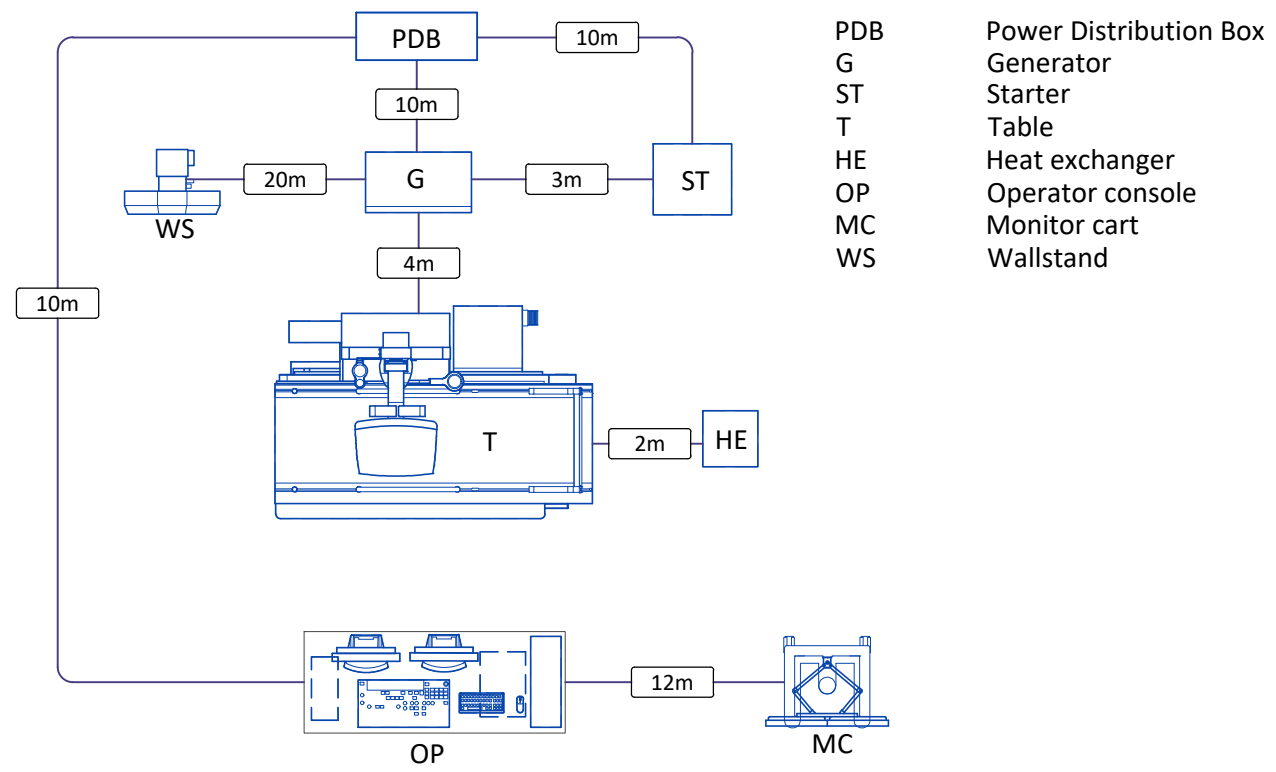 PDB
10m
10m
G
20m
3m
ST
WS
4m
10m
T
2m
HE
12m
OP
MC
PDB Power Distribution Box
G Generator
ST Starter
T Table
HE Heat exchanger
OP Operator console
MC Monitor cart
WS Wallstand